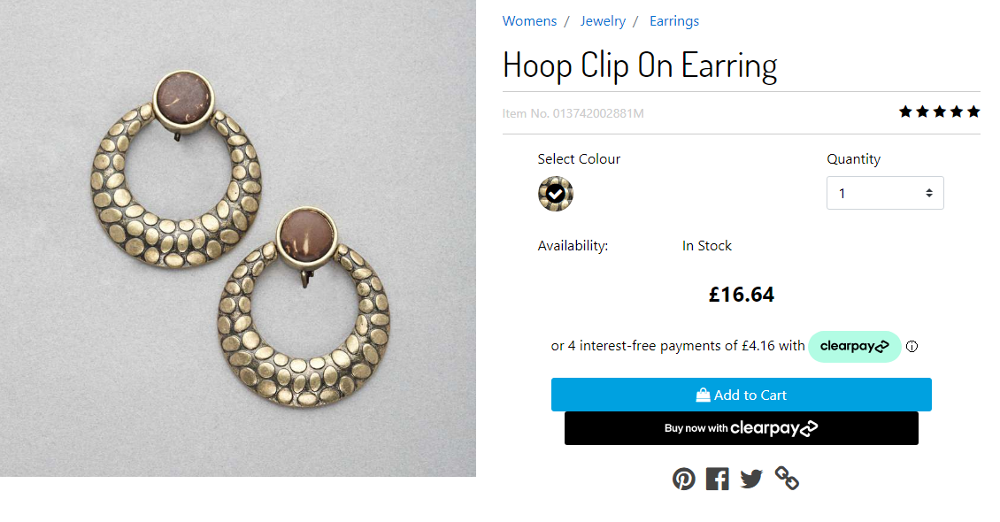 Womens / Jewelry / Earrings
Hoop Clip On Earring
Item No. 013742002881M
Select Colour
Quantity
1
Availability: In Stock
£16.64
or 4 interest-free payments of £4.16 with clearpay
Add to Cart
Buy now with clearpay